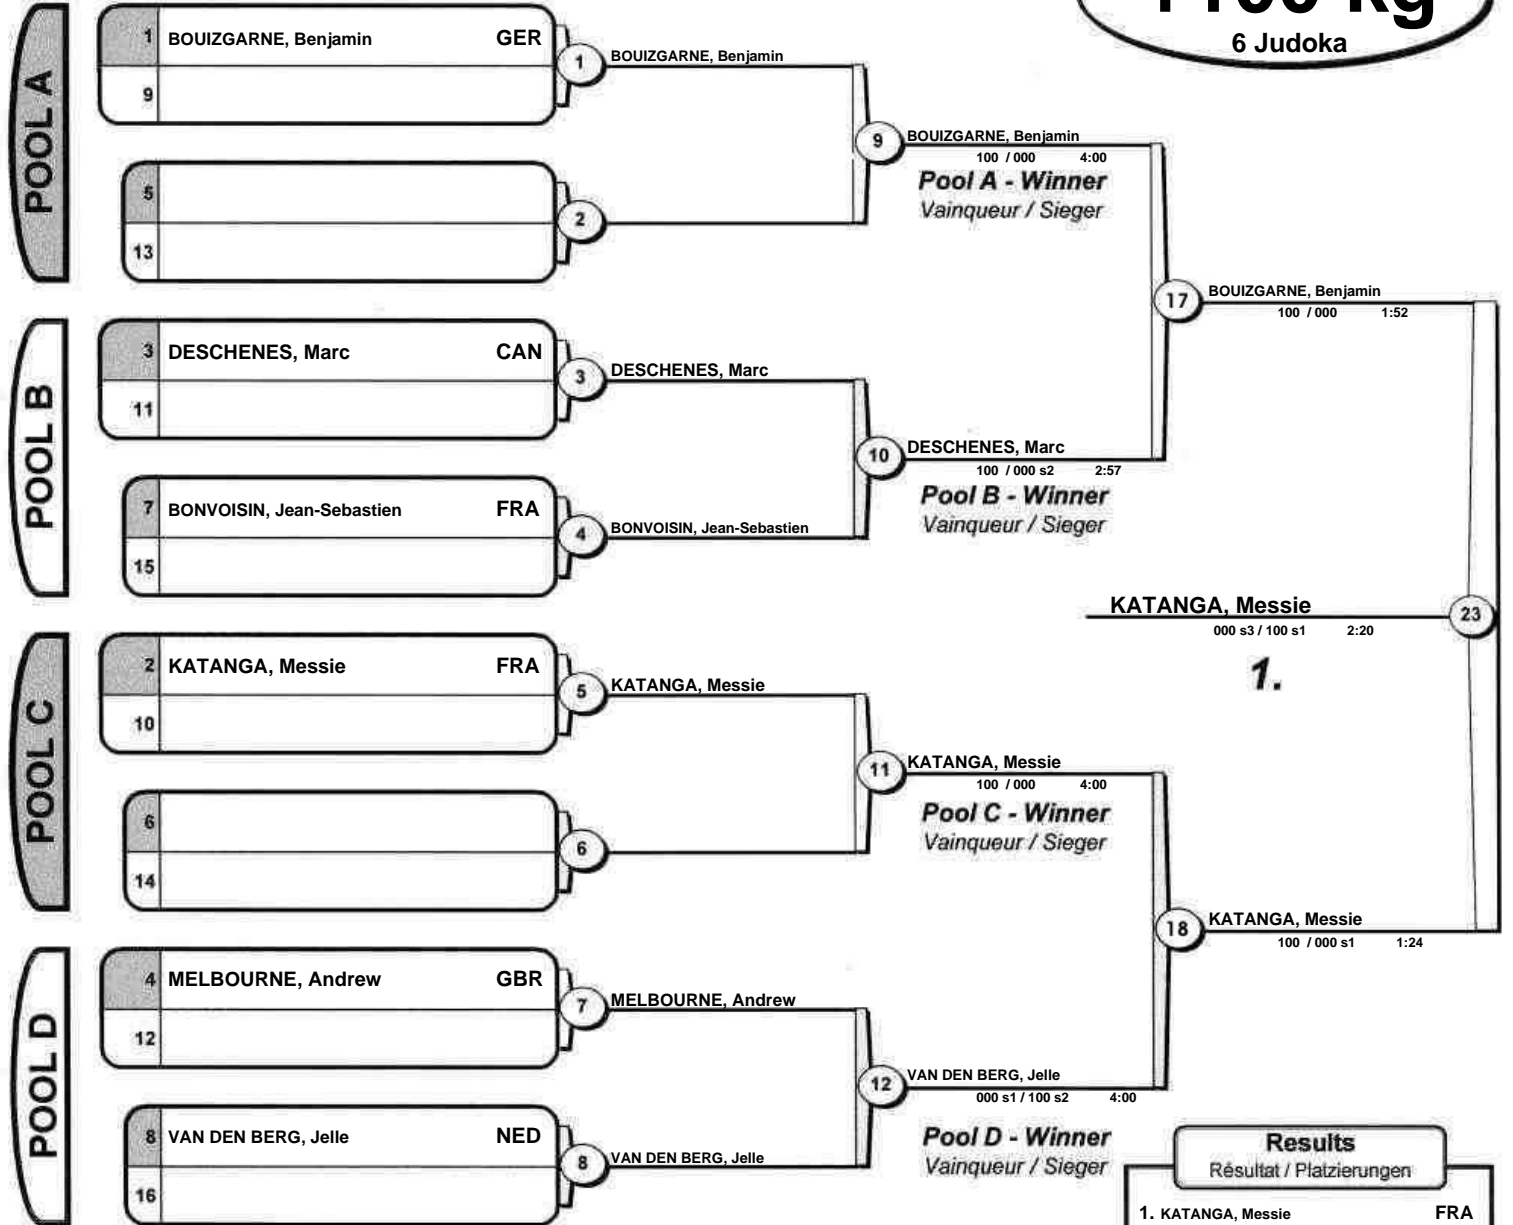 6 Judoka
POOL A
1 BOUIZGARNE, Benjamin GER
9
1 BOUIZGARNE, Benjamin
5
13
2
9 BOUIZGARNE, Benjamin
100 / 000 4:00
Pool A - Winner
Vainqueur / Sieger
POOL B
3 DESCHENES, Marc CAN
11
3 DESCHENES, Marc
7 BONVOISIN, Jean-Sebastien FRA
15
4 BONVOISIN, Jean-Sebastien
10 DESCHENES, Marc
100 / 000 s2 2:57
Pool B - Winner
Vainqueur / Sieger
17 BOUIZGARNE, Benjamin
100 / 000 1:52
KATANGA, Messie 23
000 s3 / 100 s1 2:20
1.
POOL C
2 KATANGA, Messie FRA
10
5 KATANGA, Messie
6
14
6
11 KATANGA, Messie
100 / 000 4:00
Pool C - Winner
Vainqueur / Sieger
18 KATANGA, Messie
100 / 000 s1 1:24
POOL D
4 MELBOURNE, Andrew GBR
12
7 MELBOURNE, Andrew
8 VAN DEN BERG, Jelle NED
16
8 VAN DEN BERG, Jelle
12 VAN DEN BERG, Jelle
000 s1 / 100 s2 4:00
Pool D - Winner
Vainqueur / Sieger
Results
Résultat / Platzierungen
1. KATANGA, Messie FRA